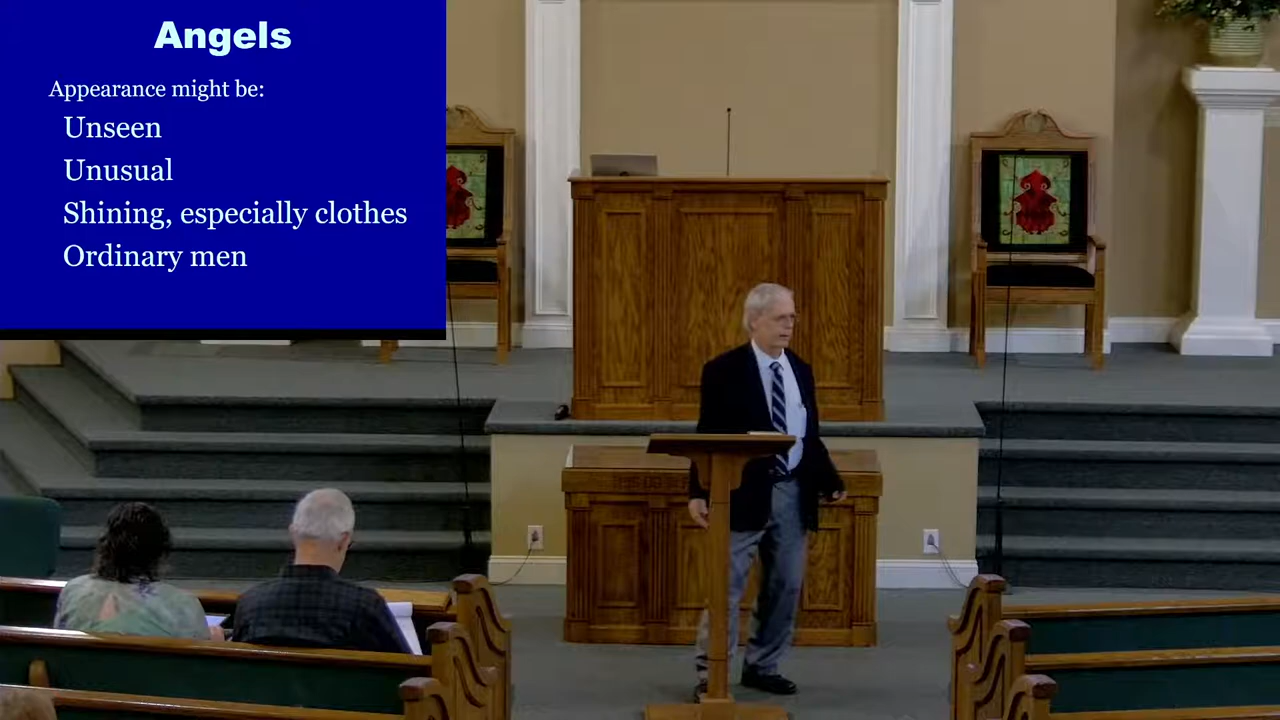 Angels
Appearance might be:
Unseen
Unusual
Shining, especially clothes
Ordinary men